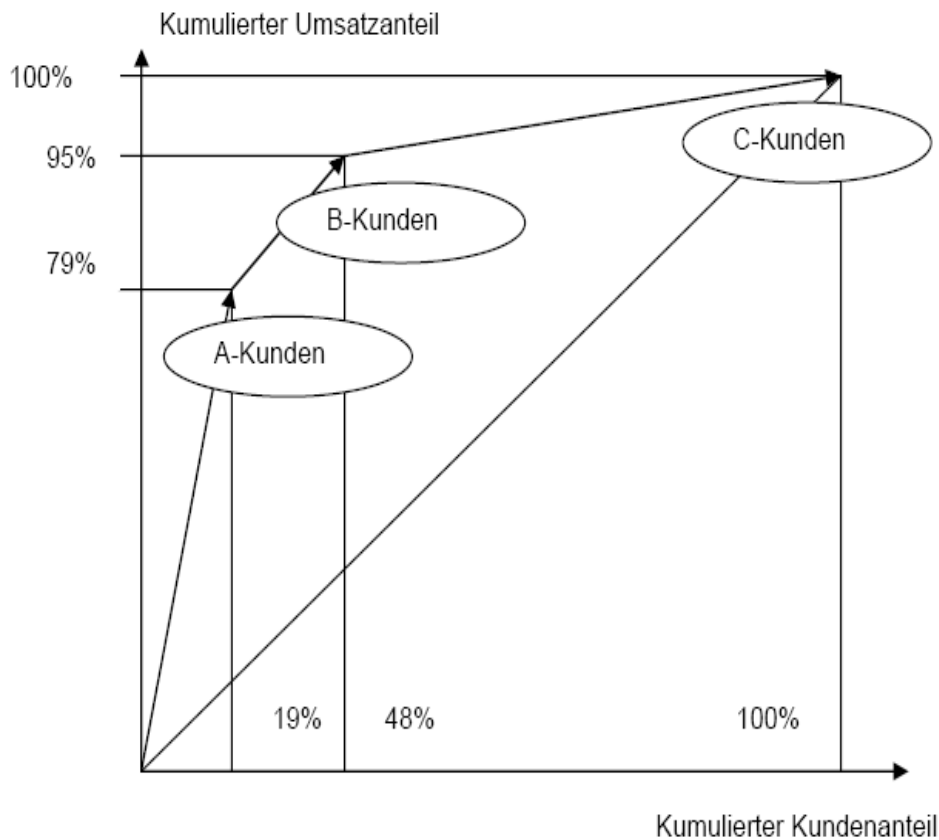 Kumulierter Umsatzanteil
100%
95%
C-Kunden
B-Kunden
79%
A-Kunden
19% 48% 100%
Kumulierter Kundenanteil